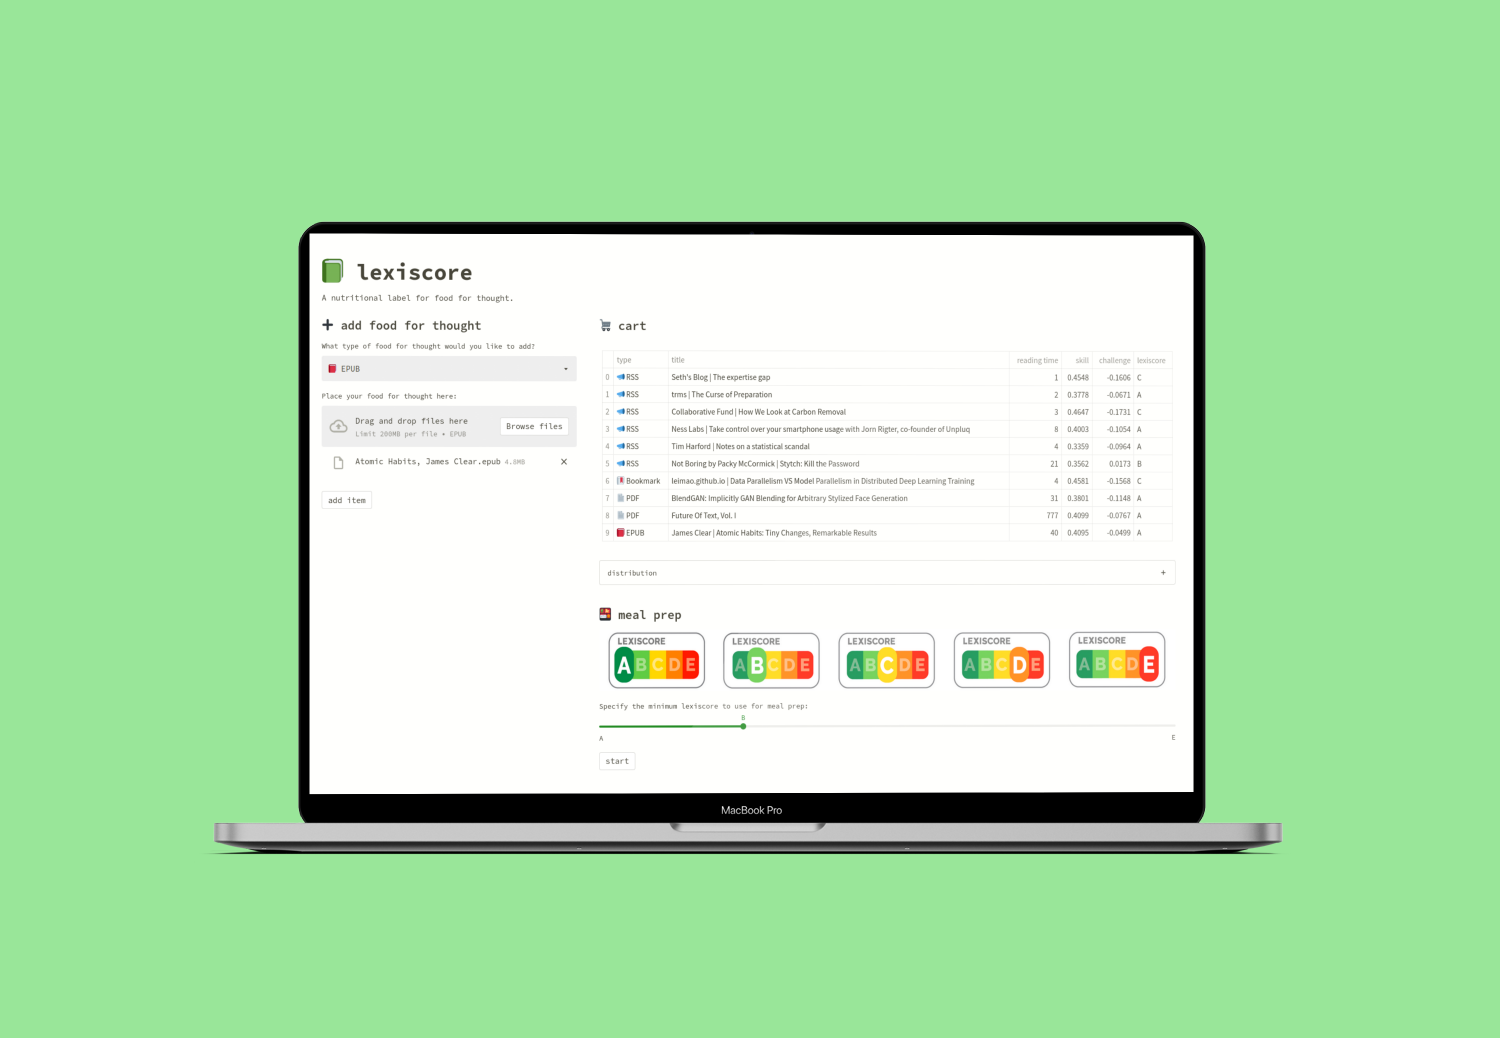 lexiscore
A nutritional label for food for thought.
add food for thought
What type of food for thought would you like to add?
EPUB
Place your food for thought here:
Drag and drop files here
Limit 200MB per file • EPUB
Browse files
Atomic Habits, James Clear.epub 4.8MB
add item
cart
type title reading time skill challenge lexiscore
0 RSS Seth's Blog | The expertise gap 1 0.4548 -0.1606 C
1 RSS trms | The Curse of Preparation 2 0.3778 -0.0671 A
2 RSS Collaborative Fund | How We Look at Carbon Removal 3 0.4647 -0.1731 C
3 RSS Ness Labs | Take control over your smartphone usage with Jorn Rigter, co-founder of Unpluq 8 0.4003 -0.1054 A
4 RSS Tim Harford | Notes on a statistical scandal 4 0.3359 -0.0964 A
5 RSS Not Boring by Packy McCormick | Stytch: Kill the Password 21 0.3562 0.0173 B
6 Bookmark leimao.github.io | Data Parallelism VS Model Parallelism in Distributed Deep Learning Training 4 0.4581 -0.1568 C
7 PDF BlendGAN: Implicitly GAN Blending for Arbitrary Stylized Face Generation 31 0.3801 -0.1148 A
8 PDF Future Of Text, Vol. I 777 0.4099 -0.0767 A
9 EPUB James Clear | Atomic Habits: Tiny Changes, Remarkable Results 40 0.4095 -0.0499 A
distribution +
meal prep
LEXISCORE LEXISCORE LEXISCORE LEXISCORE LEXISCORE
ABCDE ABCDE ABCDE ABCDE ABCDE
Specify the minimum lexiscore to use for meal prep:
B
A E
start
MacBook Pro